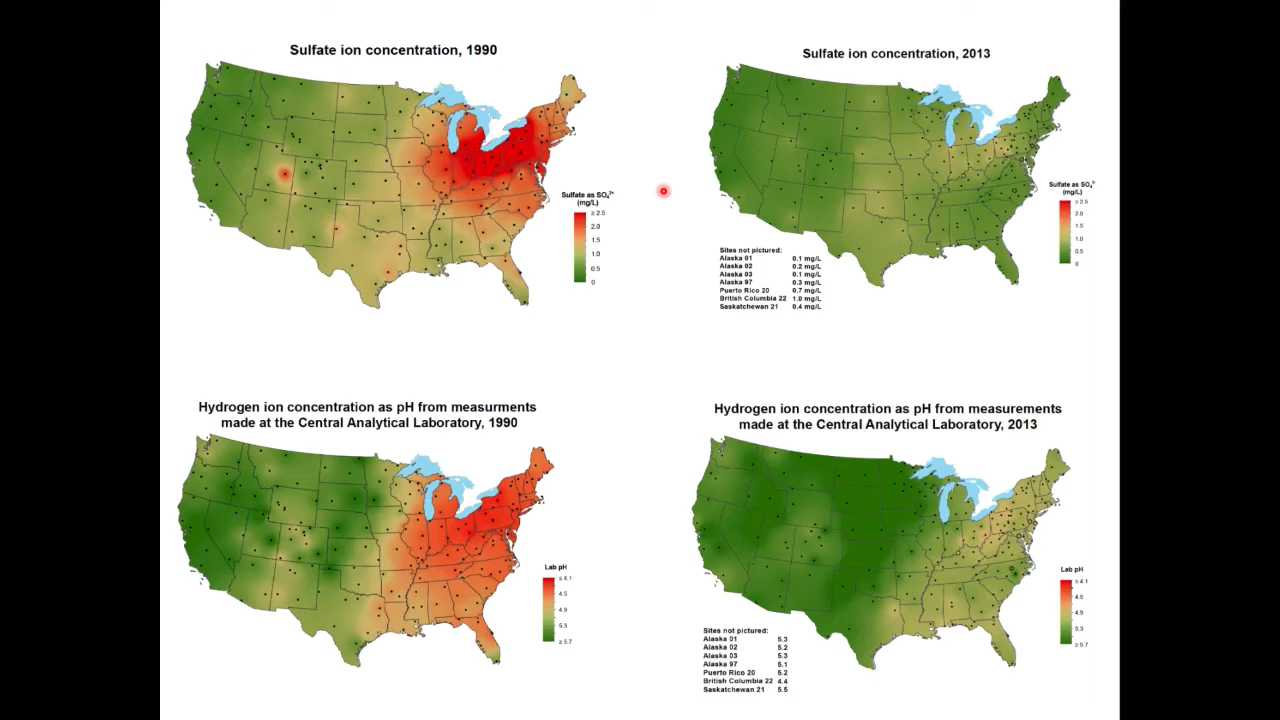 Sulfate ion concentration, 1990
Sulfate as SO₄²⁻
(mg/L)
≥ 2.5
2.0
1.5
1.0
0.5
0
Sulfate ion concentration, 2013
Sulfate as SO₄²⁻
(mg/L)
≥ 2.5
2.0
1.5
1.0
0.5
0
Sites not pictured:
Alaska 01 0.1 mg/L
Alaska 02 0.2 mg/L
Alaska 03 0.1 mg/L
Alaska 97 0.3 mg/L
Puerto Rico 20 0.7 mg/L
British Columbia 22 1.0 mg/L
Saskatchewan 21 0.4 mg/L
Hydrogen ion concentration as pH from measurments
made at the Central Analytical Laboratory, 1990
Lab pH
≤ 4.1
4.5
4.9
5.3
≥ 5.7
Hydrogen ion concentration as pH from measurements
made at the Central Analytical Laboratory, 2013
Lab pH
≤ 4.1
4.5
4.9
5.3
≥ 5.7
Sites not pictured:
Alaska 01 5.3
Alaska 02 5.2
Alaska 03 5.3
Alaska 97 5.1
Puerto Rico 20 5.2
British Columbia 22 4.4
Saskatchewan 21 5.5